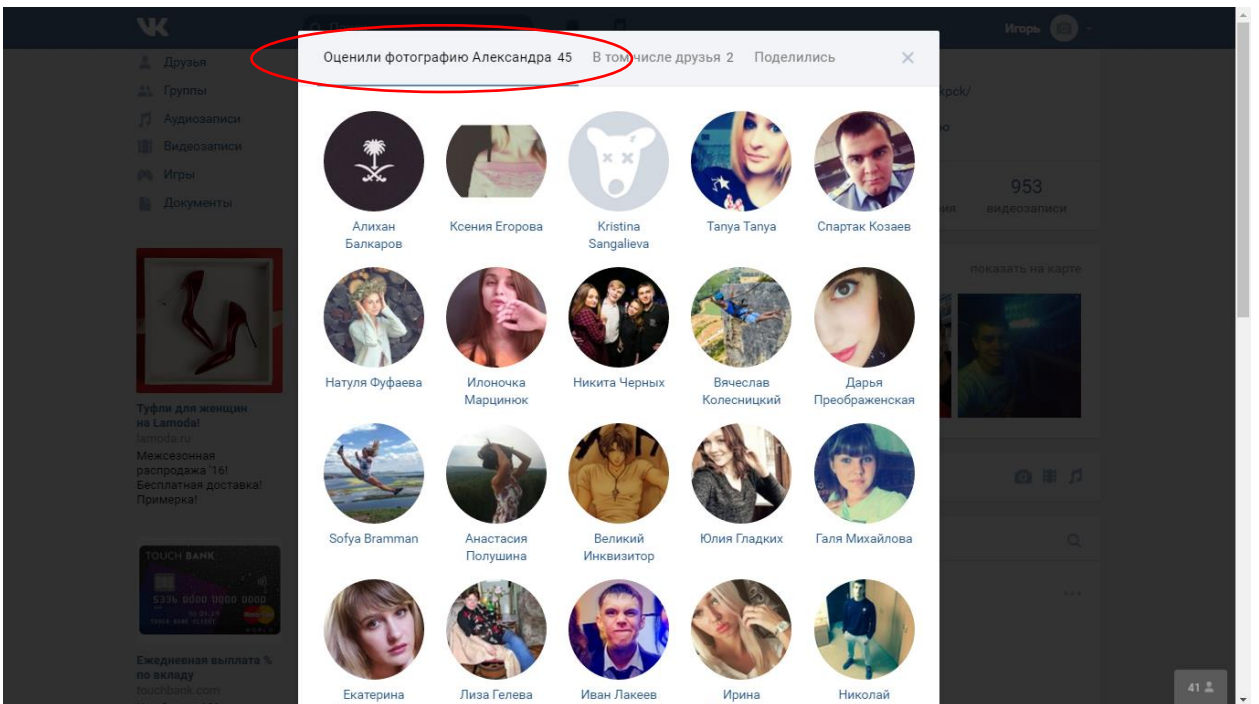 Игорь
Оценили фотографию Александра 45
В том числе друзья 2
Поделились
Друзья
Группы
Аудиозаписи
Видеозаписи
Игры
Документы
953
видеозаписи
показать на карте
Алихан
Балкаров
Ксения Егорова
Kristina
Sangalieva
Tanya Tanya
Спартак Козаев
Натуля Фуфаева
Илоночка
Марцинюк
Никита Черных
Вячеслав
Колесницкий
Дарья
Преображенская
Туфли для женщин
на Lamoda!
lamoda.ru
Межсезонная
распродажа '16!
Бесплатная доставка!
Примерка!
Sofya Bramman
Анастасия
Полушина
Великий
Инквизитор
Юлия Гладких
Галя Михайлова
TOUCH BANK
Ежедневная выплата %
по вкладу
touchbank.com
Екатерина
Лиза Гелева
Иван Лакеев
Ирина
Николай
41